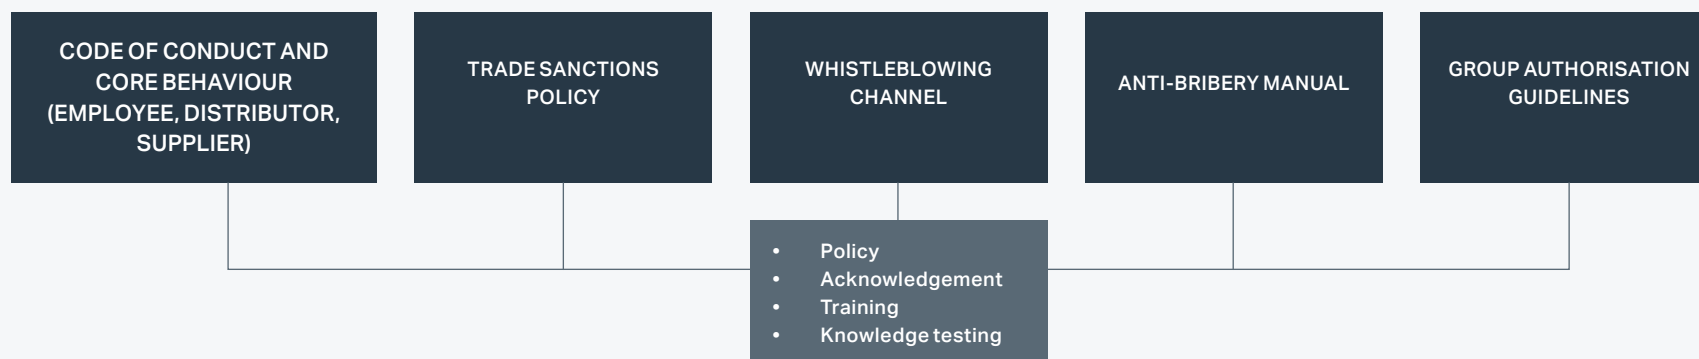 CODE OF CONDUCT AND
CORE BEHAVIOUR
(EMPLOYEE, DISTRIBUTOR,
SUPPLIER)
TRADE SANCTIONS
POLICY
WHISTLEBLOWING
CHANNEL
ANTI-BRIBERY MANUAL
GROUP AUTHORISATION
GUIDELINES
• Policy
• Acknowledgement
• Training
• Knowledge testing